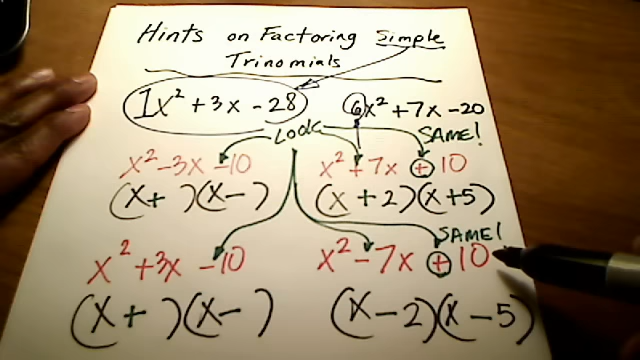 Hints on Factoring Simple
Trinomials
1x² + 3x - 28   6x² + 7x - 20
LOOK   SAME!
x² - 3x - 10   x² + 7x + 10
(x + )(x - )   (x + 2)(x + 5)
SAME!
x² + 3x - 10   x² - 7x + 10
(x + )(x - )   (x - 2)(x - 5)